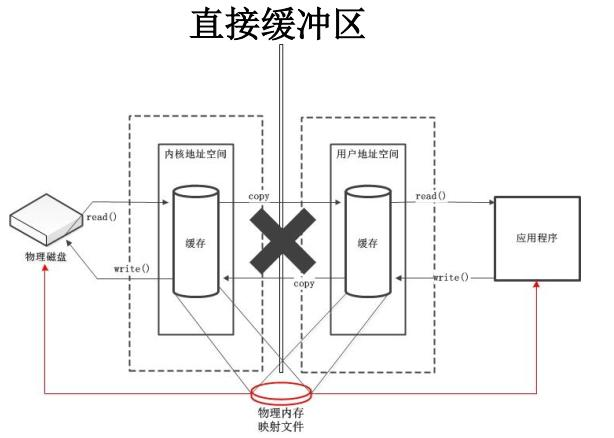 直接缓冲区
内核地址空间
用户地址空间
copy
read()
read()
缓存
缓存
应用程序
物理磁盘
write()
copy
write()
物理内存
映射文件